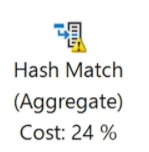 Hash Match
(Aggregate)
Cost: 24 %